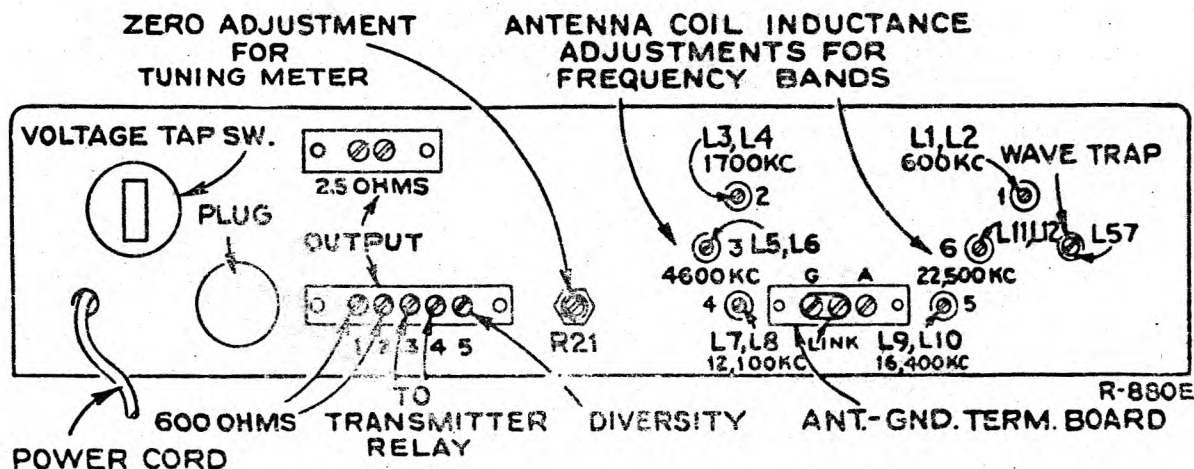 ZERO ADJUSTMENT
FOR
TUNING METER
ANTENNA COIL INDUCTANCE
ADJUSTMENTS FOR
FREQUENCY BANDS
VOLTAGE TAP SW.
2.5 OHMS
PLUG
OUTPUT
L3, L4
1700KC
2
L1, L2
600KC
1
WAVE TRAP
3 L5, L6
4600KC
6 L11, L12
22,500KC
L57
G A
4
5
L7, L8
12,100KC
LINK
L9, L10
16,400KC
1 2 3 4 5
R21
R-880E
POWER CORD
600 OHMS
TO
TRANSMITTER
RELAY
DIVERSITY
ANT.-GND. TERM. BOARD